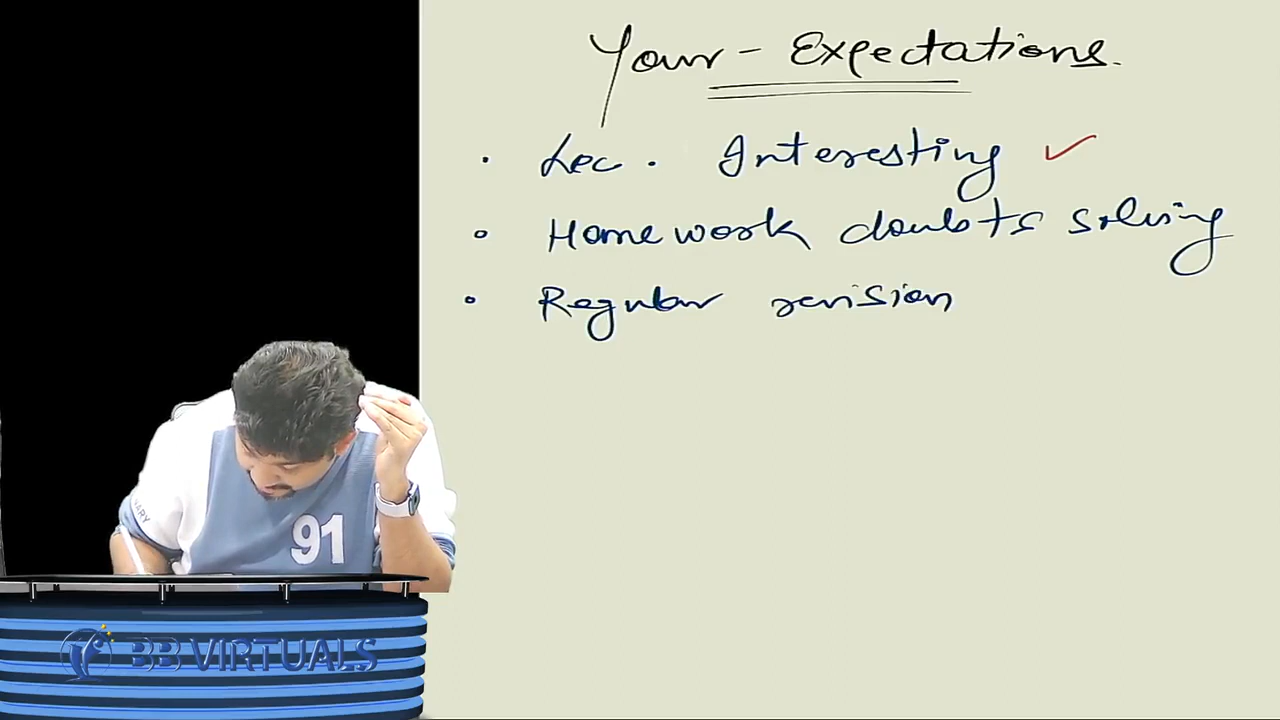 Your - Expectations.
• Lec. Interesting ✓
• Homework doubts solving
• Regular revision
91
BB VIRTUALS